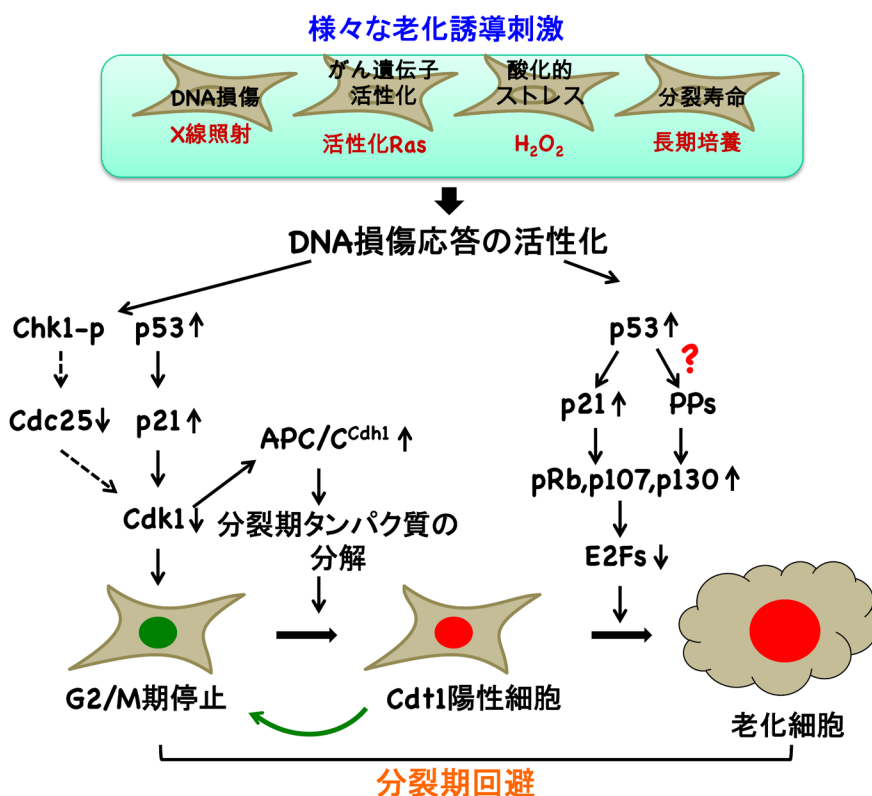 様々な老化誘導刺激
DNA損傷
がん遺伝子
活性化
酸化的
ストレス
分裂寿命
X線照射
活性化Ras
H₂O₂
長期培養
DNA損傷応答の活性化
Chk1-p
p53↑
Cdc25↓
p21↑
Cdk1↓
APC/C^Cdh1↑
分裂期タンパク質の
分解
p53↑
?
p21↑
PPs
pRb,p107,p130↑
E2Fs↓
G2/M期停止
Cdt1陽性細胞
老化細胞
分裂期回避